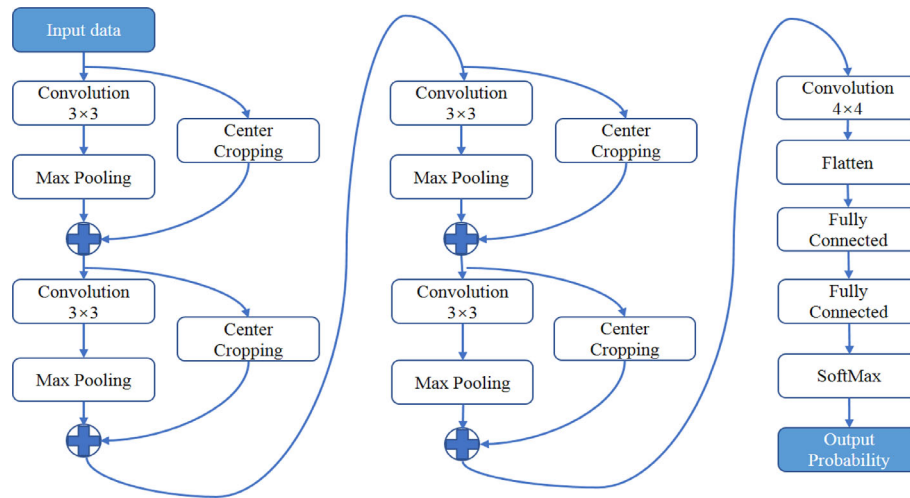 Input data
Convolution
3×3
Center
Cropping
Max Pooling
Convolution
3×3
Center
Cropping
Max Pooling
Convolution
3×3
Center
Cropping
Max Pooling
Convolution
3×3
Center
Cropping
Max Pooling
Convolution
4×4
Flatten
Fully
Connected
Fully
Connected
SoftMax
Output
Probability